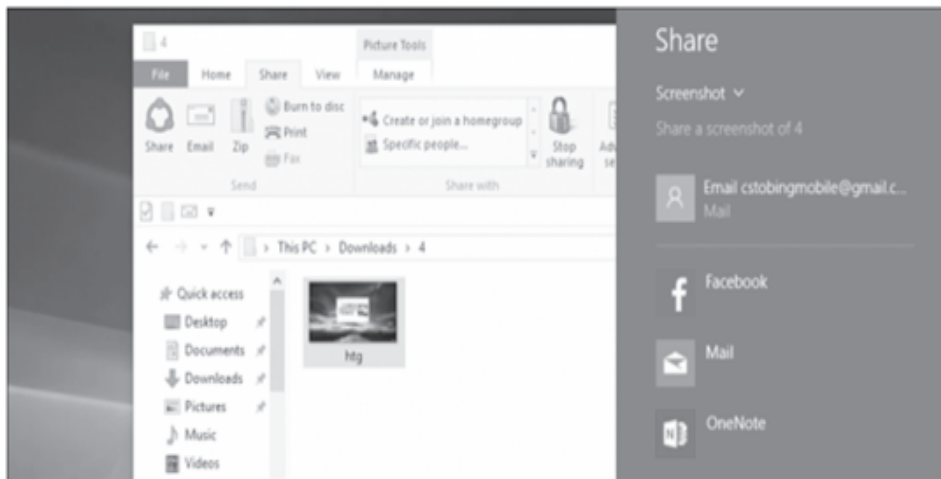 4
Picture Tools
File Home Share View Manage
Share
Email
Zip
Burn to disc
Print
Fax
Send
Create or join a homegroup
Specific people...
Share with
Stop
sharing
This PC > Downloads > 4
Quick access
Desktop
Documents
Downloads
Pictures
Music
Videos
htg
Share
Screenshot
Share a screenshot of 4
Email cstobingmobile@gmail.c...
Mail
Facebook
Mail
OneNote